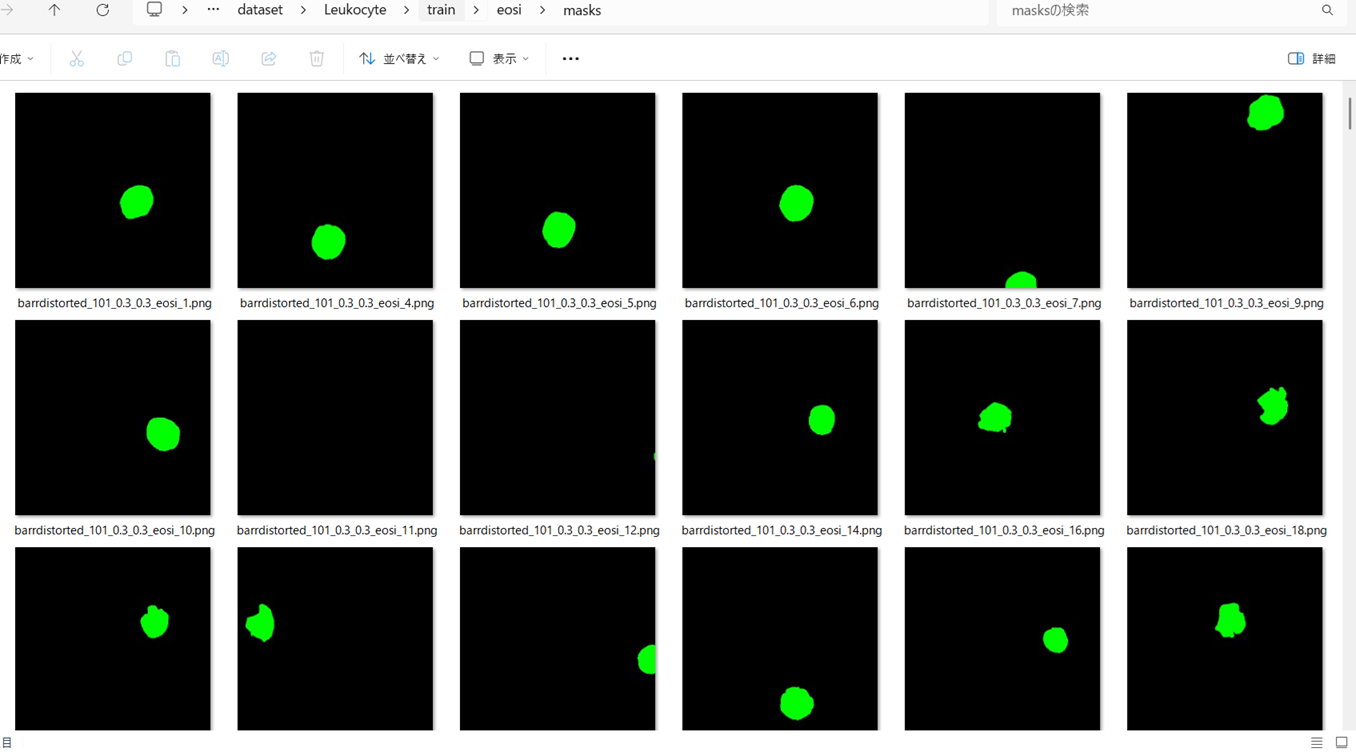 … dataset > Leukocyte > train > eosi > masks
masksの検索
作成
並べ替え
表示
詳細
barrdistorted_101_0.3_0.3_eosi_1.png
barrdistorted_101_0.3_0.3_eosi_4.png
barrdistorted_101_0.3_0.3_eosi_5.png
barrdistorted_101_0.3_0.3_eosi_6.png
barrdistorted_101_0.3_0.3_eosi_7.png
barrdistorted_101_0.3_0.3_eosi_9.png
barrdistorted_101_0.3_0.3_eosi_10.png
barrdistorted_101_0.3_0.3_eosi_11.png
barrdistorted_101_0.3_0.3_eosi_12.png
barrdistorted_101_0.3_0.3_eosi_14.png
barrdistorted_101_0.3_0.3_eosi_16.png
barrdistorted_101_0.3_0.3_eosi_18.png
目